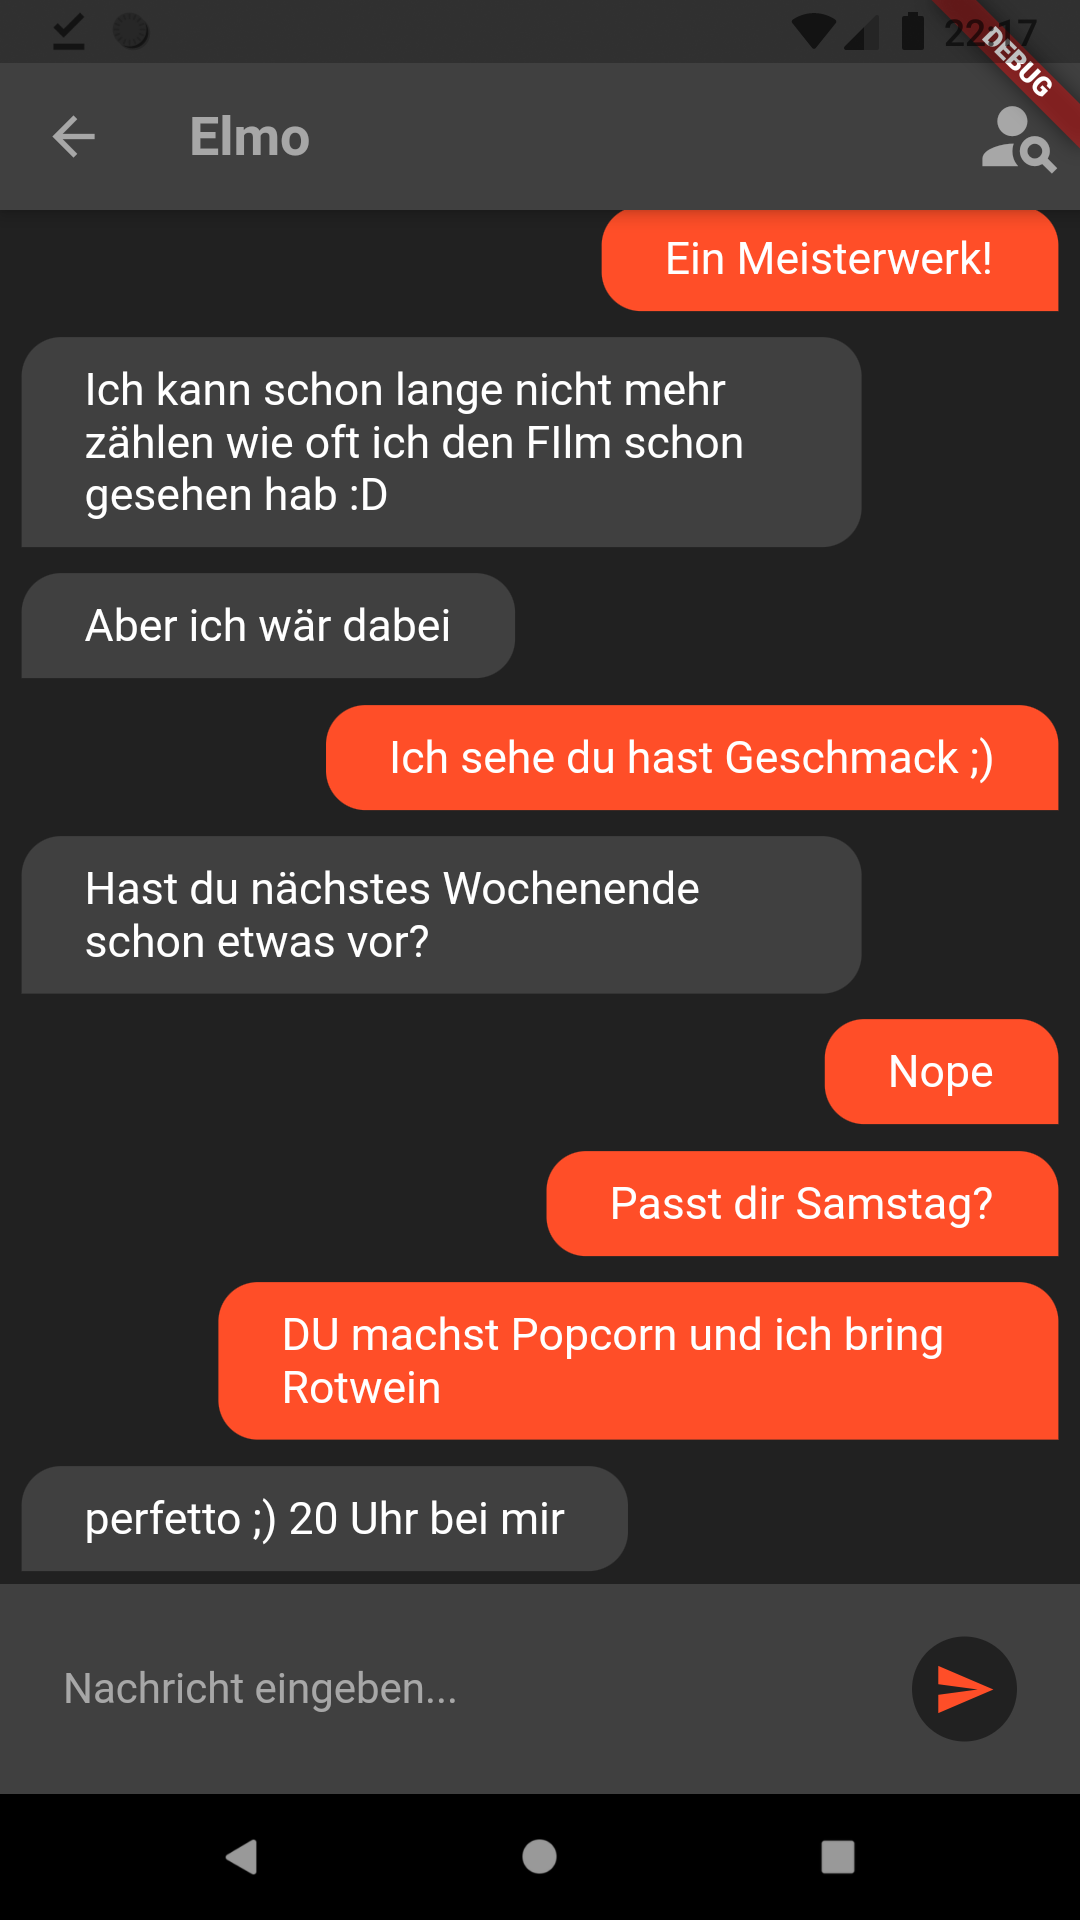 22:17
DEBUG
Elmo
Ein Meisterwerk!
Ich kann schon lange nicht mehr
zählen wie oft ich den FIlm schon
gesehen hab :D
Aber ich wär dabei
Ich sehe du hast Geschmack ;)
Hast du nächstes Wochenende
schon etwas vor?
Nope
Passt dir Samstag?
DU machst Popcorn und ich bring
Rotwein
perfetto ;) 20 Uhr bei mir
Nachricht eingeben...